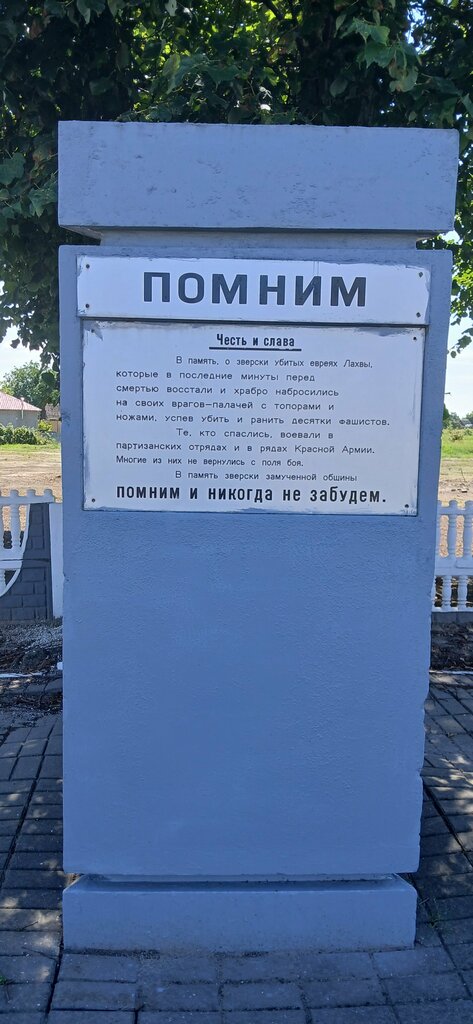 ПОМНИМ
Честь и слава
В память, о зверски убитых евреях Лахвы,
которые в последние минуты перед
смертью восстали и храбро набросились
на своих врагов-палачей с топорами и
ножами, успев убить и ранить десятки фашистов.
Те, кто спаслись, воевали в
партизанских отрядах и в рядах Красной Армии.
Многие из них не вернулись с поля боя.
В память зверски замученной общины
ПОМНИМ И НИКОГДА НЕ ЗАБУДЕМ.